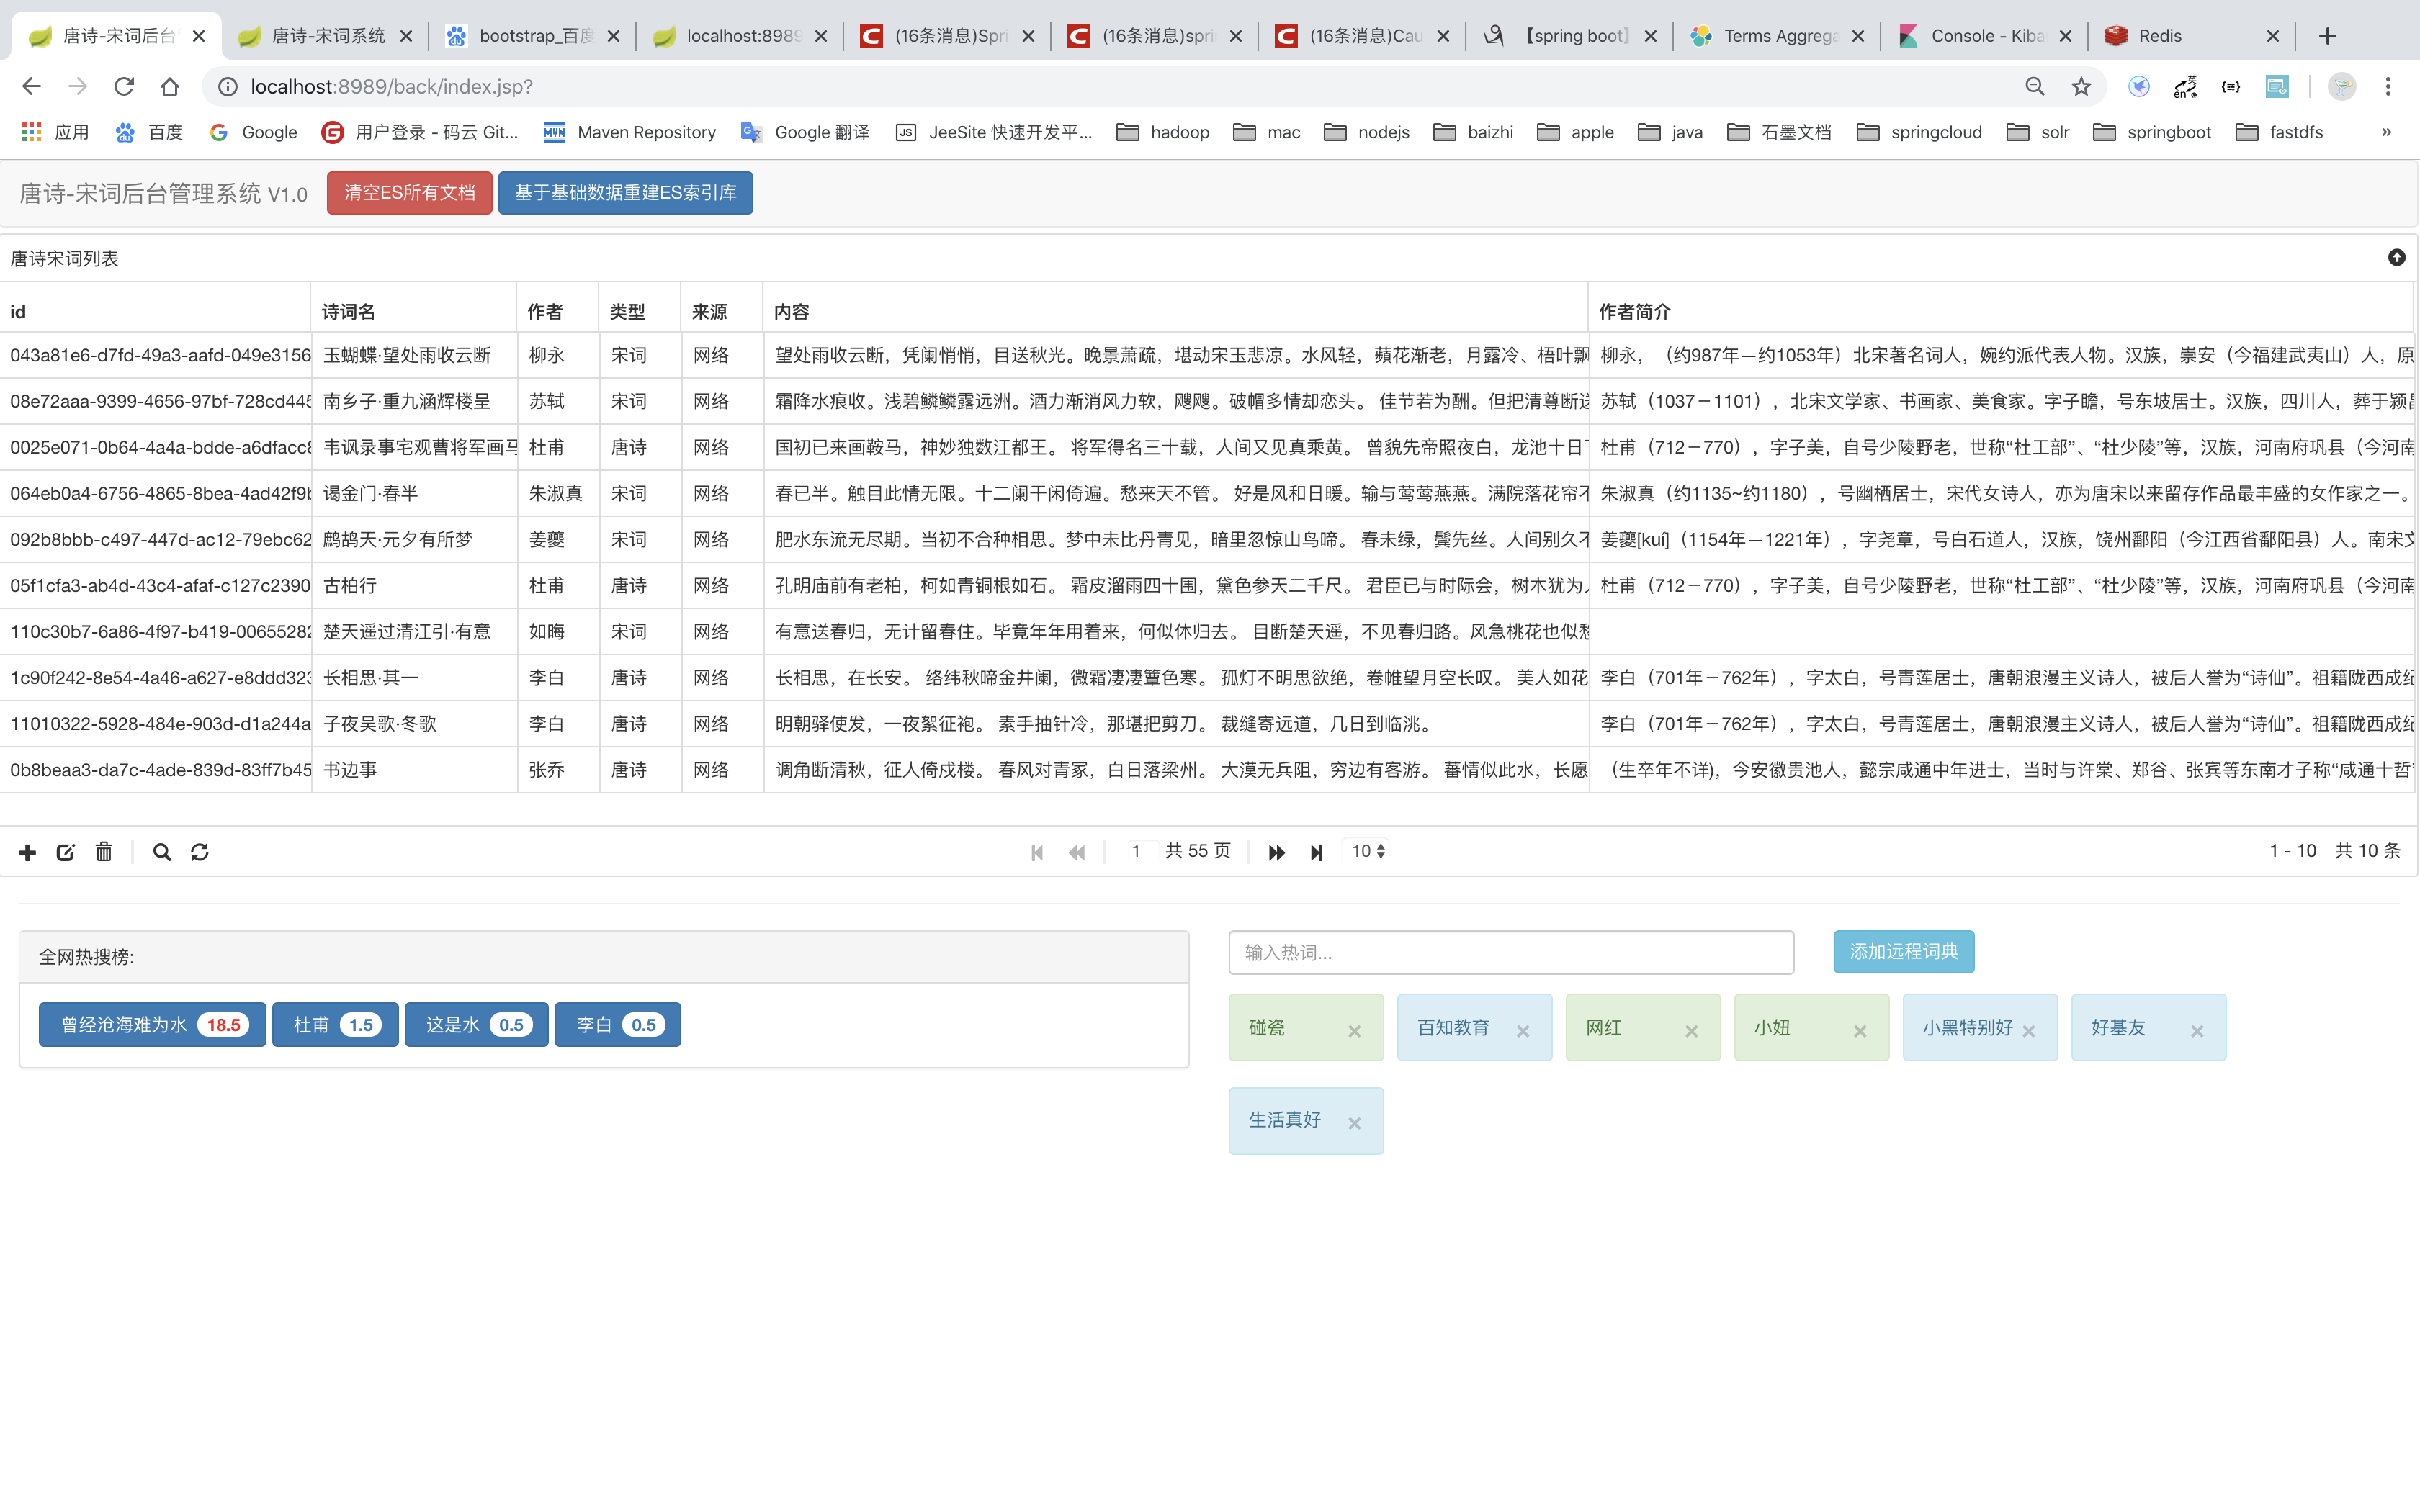 唐诗-宋词后台 唐诗-宋词系统 bootstrap_百度 localhost:8989 (16条消息)Spri (16条消息)spri (16条消息)Cau 【spring boot】 Terms Aggrega Console - Kiba Redis
localhost:8989/back/index.jsp?
应用 百度 Google 用户登录 - 码云 Git... Maven Repository Google 翻译 JeeSite 快速开发平... hadoop mac nodejs baizhi apple java 石墨文档 springcloud solr springboot fastdfs »
唐诗-宋词后台管理系统 V1.0 清空ES所有文档 基于基础数据重建ES索引库
唐诗宋词列表
id 诗词名 作者 类型 来源 内容 作者简介
043a81e6-d7fd-49a3-aafd-049e3156 玉蝴蝶·望处雨收云断 柳永 宋词 网络 望处雨收云断，凭阑悄悄，目送秋光。晚景萧疏，堪动宋玉悲凉。水风轻，蘋花渐老，月露冷、梧叶飘 柳永，（约987年—约1053年）北宋著名词人，婉约派代表人物。汉族，崇安（今福建武夷山）人，原
08e72aaa-9399-4656-97bf-728cd445 南乡子·重九涵辉楼呈 苏轼 宋词 网络 霜降水痕收。浅碧鳞鳞露远洲。酒力渐消风力软，飕飕。破帽多情却恋头。 佳节若为酬。但把清尊断送 苏轼（1037－1101），北宋文学家、书画家、美食家。字子瞻，号东坡居士。汉族，四川人，葬于颍昌
0025e071-0b64-4a4a-bdde-a6dfacc8 韦讽录事宅观曹将军画马 杜甫 唐诗 网络 国初已来画鞍马，神妙独数江都王。 将军得名三十载，人间又见真乘黄。 曾貌先帝照夜白，龙池十日飞 杜甫（712－770），字子美，自号少陵野老，世称“杜工部”、“杜少陵”等，汉族，河南府巩县（今河南
064eb0a4-6756-4865-8bea-4ad42f9b 谒金门·春半 朱淑真 宋词 网络 春已半。触目此情无限。十二阑干闲倚遍。愁来天不管。 好是风和日暖。输与莺莺燕燕。满院落花帘不 朱淑真（约1135~约1180），号幽栖居士，宋代女诗人，亦为唐宋以来留存作品最丰盛的女作家之一。
092b8bbb-c497-447d-ac12-79ebc62 鹧鸪天·元夕有所梦 姜夔 宋词 网络 肥水东流无尽期。当初不合种相思。梦中未比丹青见，暗里忽惊山鸟啼。 春未绿，鬓先丝。人间别久不 姜夔[kuí]（1154年—1221年），字尧章，号白石道人，汉族，饶州鄱阳（今江西省鄱阳县）人。南宋文
05f1cfa3-ab4d-43c4-afaf-c127c2390 古柏行 杜甫 唐诗 网络 孔明庙前有老柏，柯如青铜根如石。 霜皮溜雨四十围，黛色参天二千尺。 君臣已与时际会，树木犹为人 杜甫（712－770），字子美，自号少陵野老，世称“杜工部”、“杜少陵”等，汉族，河南府巩县（今河南
110c30b7-6a86-4f97-b419-00655282 楚天遥过清江引·有意 如晦 宋词 网络 有意送春归，无计留春住。毕竟年年用着来，何似休归去。 目断楚天遥，不见春归路。风急桃花也似愁
1c90f242-8e54-4a46-a627-e8ddd323 长相思·其一 李白 唐诗 网络 长相思，在长安。 络纬秋啼金井阑，微霜凄凄簟色寒。 孤灯不明思欲绝，卷帷望月空长叹。 美人如花 李白（701年－762年），字太白，号青莲居士，唐朝浪漫主义诗人，被后人誉为“诗仙”。祖籍陇西成纪
11010322-5928-484e-903d-d1a244a 子夜吴歌·冬歌 李白 唐诗 网络 明朝驿使发，一夜絮征袍。 素手抽针冷，那堪把剪刀。 裁缝寄远道，几日到临洮。 李白（701年－762年），字太白，号青莲居士，唐朝浪漫主义诗人，被后人誉为“诗仙”。祖籍陇西成纪
0b8beaa3-da7c-4ade-839d-83ff7b45 书边事 张乔 唐诗 网络 调角断清秋，征人倚戍楼。 春风对青冢，白日落梁州。 大漠无兵阻，穷边有客游。 蕃情似此水，长愿 （生卒年不详)，今安徽贵池人，懿宗咸通中年进士，当时与许棠、郑谷、张宾等东南才子称“咸通十哲”
1 共 55 页 10 1 - 10 共 10 条
全网热搜榜:
曾经沧海难为水 18.5 杜甫 1.5 这是水 0.5 李白 0.5
输入热词... 添加远程词典
碰瓷 × 百知教育 × 网红 × 小妞 × 小黑特别好 × 好基友 ×
生活真好 ×